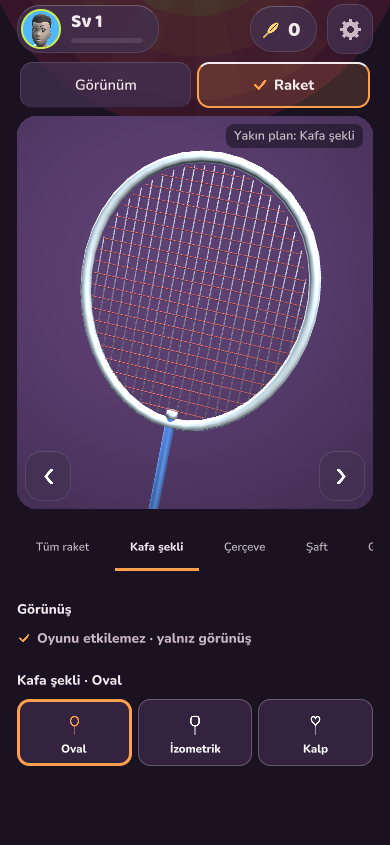 Sv 1
0
Görünüm
Raket
Yakın plan: Kafa şekli
Tüm raket
Kafa şekli
Çerçeve
Şaft
Görünüş
Oyunu etkilemez · yalnız görünüş
Kafa şekli · Oval
Oval
İzometrik
Kalp